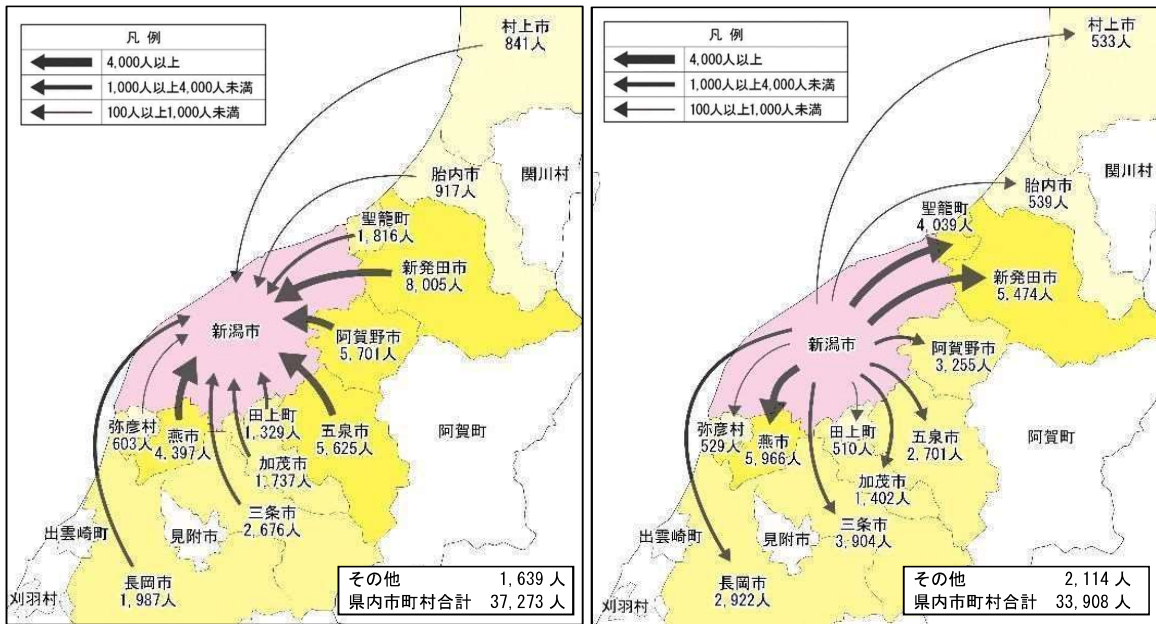 凡 例
4,000人以上
1,000人以上4,000人未満
100人以上1,000人未満
村上市
841人
関川村
胎内市
917人
聖籠町
1,816人
新発田市
8,005人
新潟市
阿賀野市
5,701人
弥彦村
603人
燕市
4,397人
田上町
1,329人
五泉市
5,625人
阿賀町
加茂市
1,737人
三条市
2,676人
出雲崎町
見附市
長岡市
1,987人
刈羽村
その他 1,639 人
県内市町村合計 37,273 人
凡 例
4,000人以上
1,000人以上4,000人未満
100人以上1,000人未満
村上市
533人
関川村
胎内市
539人
聖籠町
4,039人
新発田市
5,474人
新潟市
阿賀野市
3,255人
弥彦村
529人
燕市
5,966人
田上町
510人
五泉市
2,701人
阿賀町
加茂市
1,402人
三条市
3,904人
出雲崎町
見附市
長岡市
2,922人
刈羽村
その他 2,114 人
県内市町村合計 33,908 人